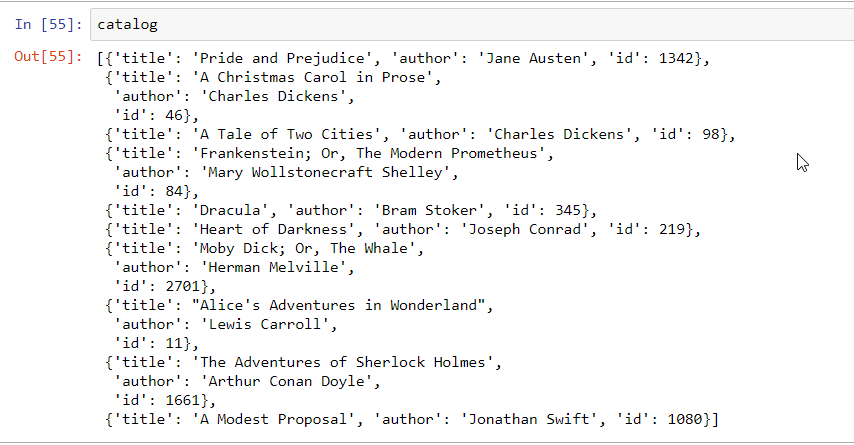 In [55]: catalog
Out[55]: [{'title': 'Pride and Prejudice', 'author': 'Jane Austen', 'id': 1342},
{'title': 'A Christmas Carol in Prose',
'author': 'Charles Dickens',
'id': 46},
{'title': 'A Tale of Two Cities', 'author': 'Charles Dickens', 'id': 98},
{'title': 'Frankenstein; Or, The Modern Prometheus',
'author': 'Mary Wollstonecraft Shelley',
'id': 84},
{'title': 'Dracula', 'author': 'Bram Stoker', 'id': 345},
{'title': 'Heart of Darkness', 'author': 'Joseph Conrad', 'id': 219},
{'title': 'Moby Dick; Or, The Whale',
'author': 'Herman Melville',
'id': 2701},
{'title': "Alice's Adventures in Wonderland",
'author': 'Lewis Carroll',
'id': 11},
{'title': 'The Adventures of Sherlock Holmes',
'author': 'Arthur Conan Doyle',
'id': 1661},
{'title': 'A Modest Proposal', 'author': 'Jonathan Swift', 'id': 1080}]